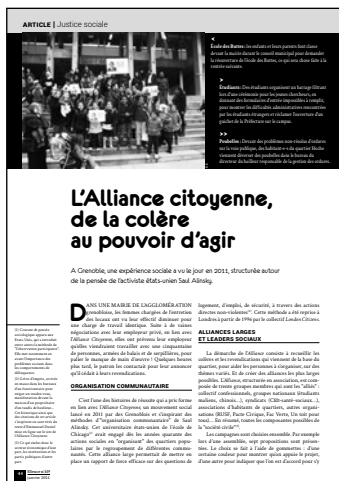 ARTICLE | Justice sociale
École des Buttes: les enfants et leurs parents font classe
devant la mairie durant le conseil municipal pour demander
la réouverture de l'école des Buttes, ce qui sera chose faite à la
rentrée suivante.
Étudiants: Des étudiants organisent un barrage filtrant
lors d'une cérémonie pour les jeunes chercheurs, en
donnant des formulaires d'entrée impossibles à remplir,
pour montrer les difficultés administratives rencontrées
par les étudiants étrangers et réclamer l'ouverture d'un
guichet de la Préfecture sur le campus.
Poubelles: Devant des problèmes non-résolus d'ordures
sur la voie publique, des habitant-e-s du quartier Hoche
viennent déverser des poubelles dans le bureau du
directeur du bailleur responsable de la gestion des ordures.
L'Alliance citoyenne,
de la colère
au pouvoir d'agir
A Grenoble, une expérience sociale a vu le jour en 2011, structurée autour
de la pensée de l'activiste états-unien Saul Alinsky.
DANS UNE MAIRIE DE L'AGGLOMÉRATION
grenobloise, les femmes chargées de l'entretien
des locaux ont vu leur effectif diminuer pour
une charge de travail identique. Suite à de vaines
négociations avec leur employeur privé, en lien avec
l'Alliance Citoyenne, elles ont prévenu leur employeur
qu'elles viendraient travailler avec une cinquantaine
de personnes, armées de balais et de serpillières, pour
palier le manque de main d'œuvre ! Quelques heures
plus tard, le patron les contactait pour leur annoncer
qu'il cédait à leurs revendications.
ORGANISATION COMMUNAUTAIRE
C'est l'une des histoires de réussite qui a pris forme
en lien avec l'Alliance Citoyenne, un mouvement social
lancé en 2011 par des Grenoblois et s'inspirant des
méthodes d'"organisation communautaire" de Saul
Alinsky. Cet universitaire états-unien de l'école de
Chicago(1) avait engagé dès les années quarante des
actions sociales en "organisant" des quartiers popu-
laires par le regroupement de différentes commu-
nautés. Cette alliance large permettait de mettre en
place un rapport de force efficace sur des questions de
logement, d'emploi, de sécurité, à travers des actions
directes non-violentes(2). Cette méthode a été reprise à
Londres à partir de 1996 par le collectif London Citizens.
ALLIANCES LARGES
ET LEADERS SOCIAUX
La démarche de l'Alliance consiste à recueillir les
colères et les revendications qui viennent de la base du
quartier, pour aider les personnes à s'organiser, sur des
thèmes variés. Et de créer des alliances les plus larges
possibles. L'Alliance, structurée en association, est com-
posée de trente groupes membres qui sont les "alliés" :
collectif confessionnels, groupes nationaux (étudiants
maliens, chinois...), syndicats (CNT-santé-sociaux...),
associations d'habitants de quartiers, autres organi-
sations (RUSF, Pacte Civique, Fac Verte, Un toit pour
tous)... En résumé, toutes les composantes possibles de
la "société civile"(3).
Les campagnes sont choisies ensemble. Par exemple
lors d'une assemblée, sept propositions sont présen-
tées. Le choix se fait à l'aide de gommettes : d'une
certaine couleur pour montrer qu'on appuie le projet,
d'une autre pour indiquer que l'on est d'accord pour s'y